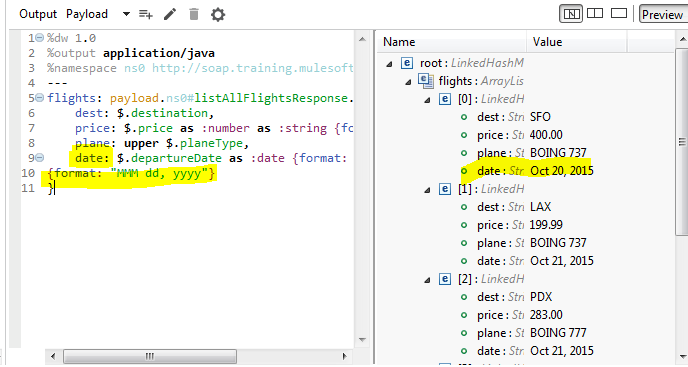 Output Payload
Preview
1 %dw 1.0
2 %output application/java
3 %namespace ns0 http://soap.training.mulesoft
4 ---
5 flights: payload.ns0#listAllFlightsResponse.
6 dest: $.destination,
7 price: $.price as :number as :string {fo
8 plane: upper $.planeType,
9 date: $.departureDate as :date {format:
10 {format: "MMM dd, yyyy"}
11 }
Name Value
root : LinkedHashM
flights : ArrayLis
[0] : LinkedH
dest : Str SFO
price : Str 400.00
plane : Str BOING 737
date : Str Oct 20, 2015
[1] : LinkedH
dest : Str LAX
price : Str 199.99
plane : Str BOING 737
date : Str Oct 21, 2015
[2] : LinkedH
dest : Str PDX
price : Str 283.00
plane : Str BOING 777
date : Str Oct 21, 2015